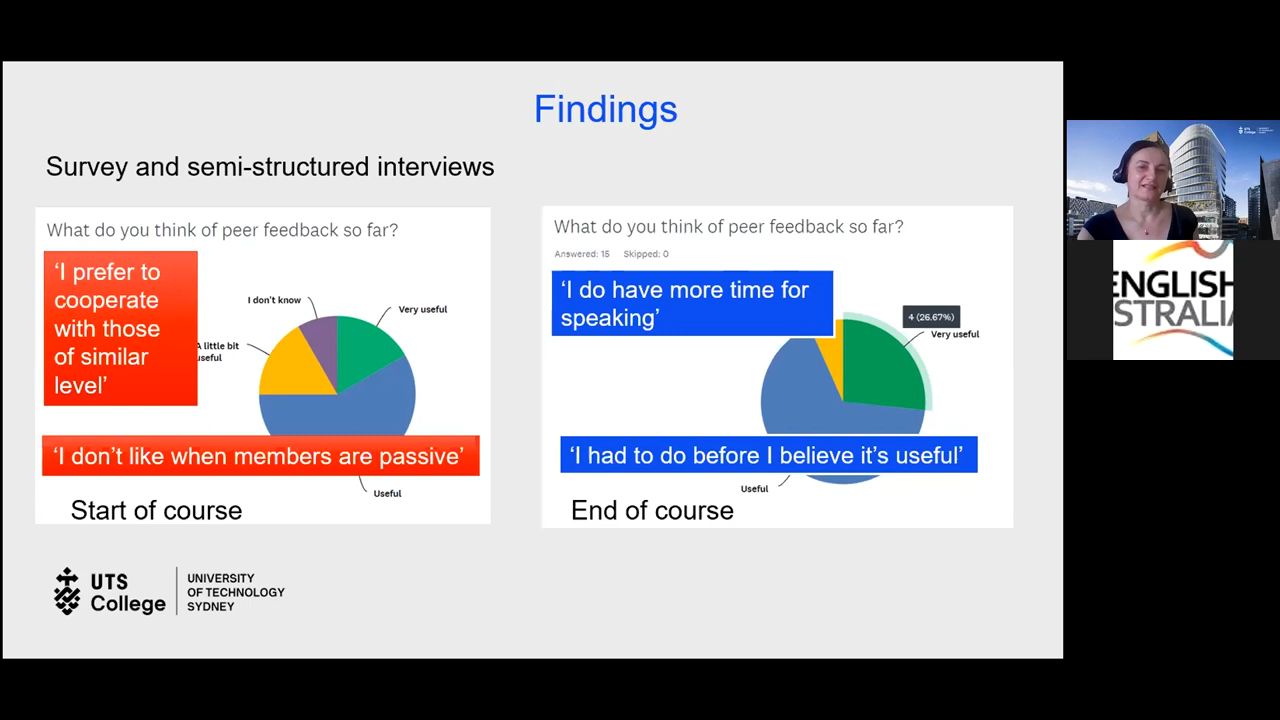 Findings
Survey and semi-structured interviews
What do you think of peer feedback so far?
‘I prefer to
cooperate
with those
of similar
level’
I don't know
Very useful
A little bit
useful
‘I don’t like when members are passive’
Useful
Start of course
What do you think of peer feedback so far?
Answered: 15 Skipped: 0
‘I do have more time for
speaking’
4 (26.67%)
Very useful
‘I had to do before I believe it’s useful’
Useful
End of course
UTS
College
UNIVERSITY
OF TECHNOLOGY
SYDNEY
UTS
College
ENGLISH
STRALIA